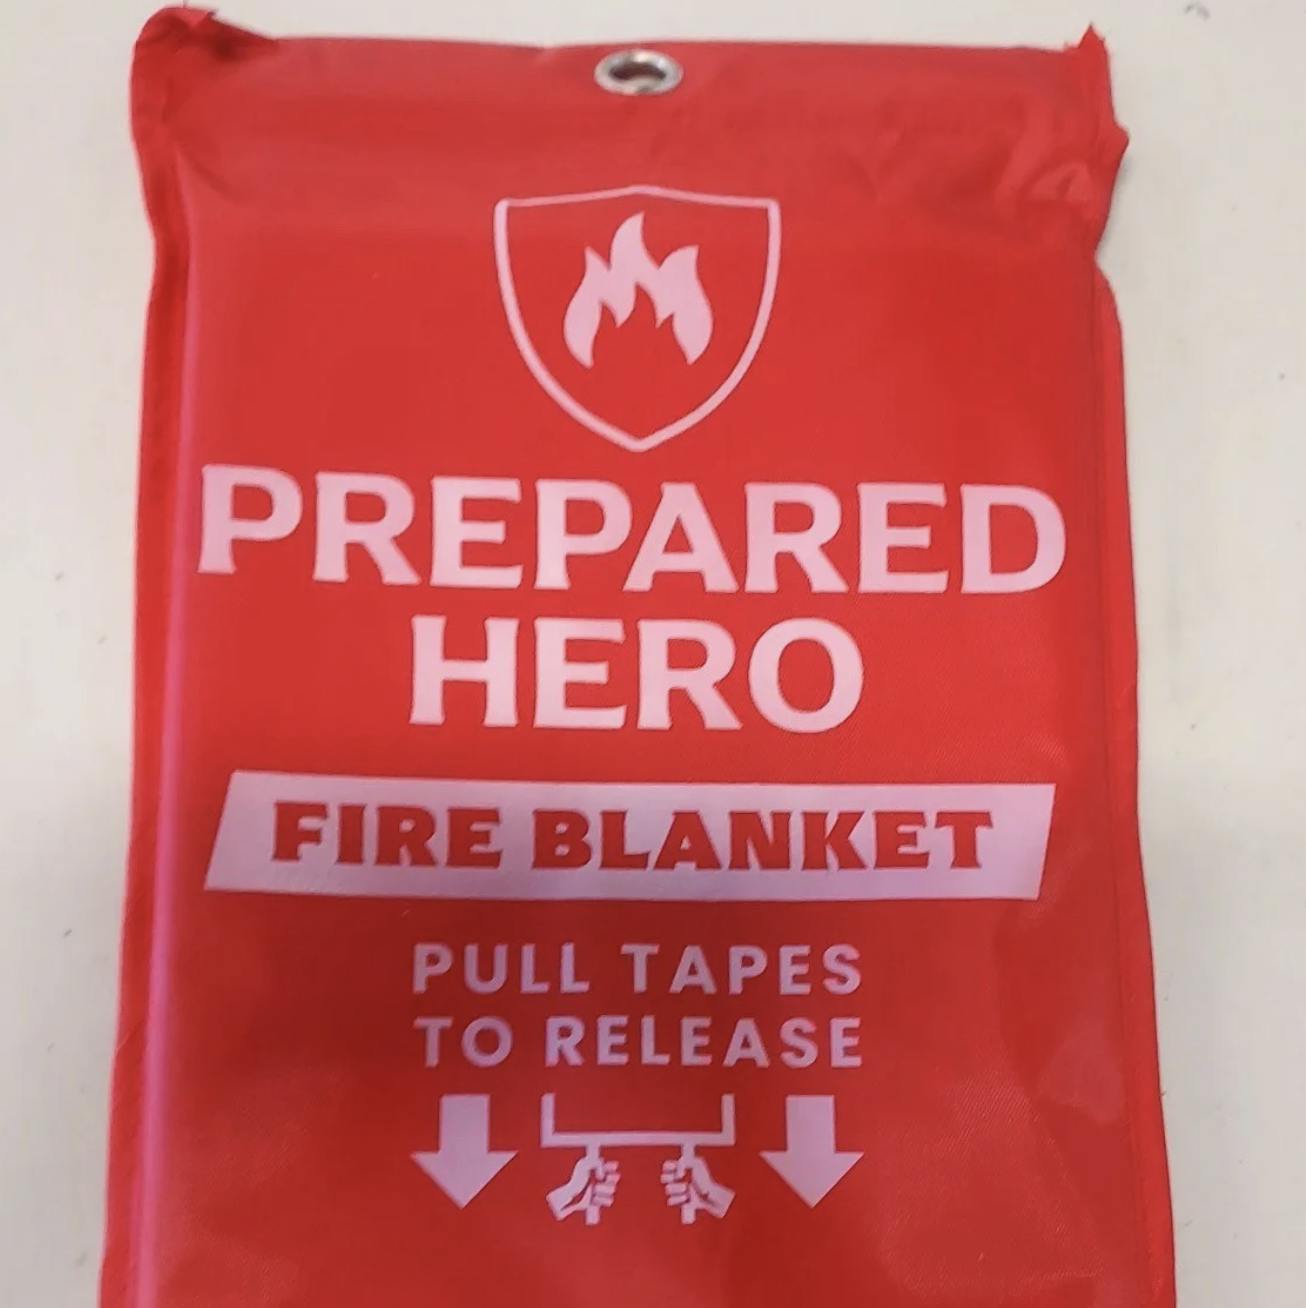 PREPARED
HERO
FIRE BLANKET
PULL TAPES
TO RELEASE